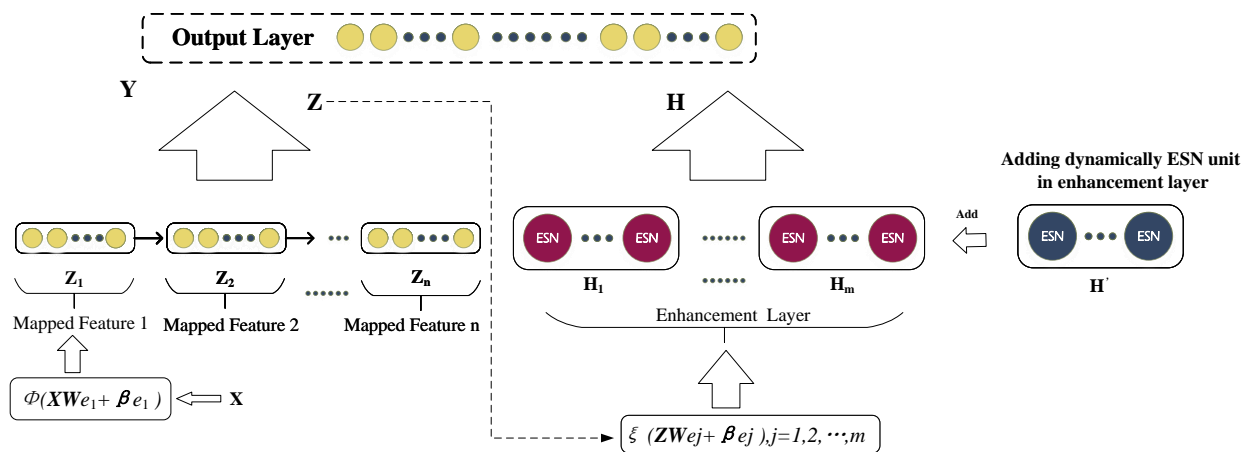 Output Layer
Y
Z
H
Adding dynamically ESN unit
in enhancement layer
Add
ESN ESN ESN ESN ESN ESN
Z1 Z2 Zn
H1 Hm H'
Mapped Feature 1 Mapped Feature 2 Mapped Feature n
Enhancement Layer
Φ(XWe1+ βe1)
X
ξ (ZWej+ βej),j=1,2, ⋯,m